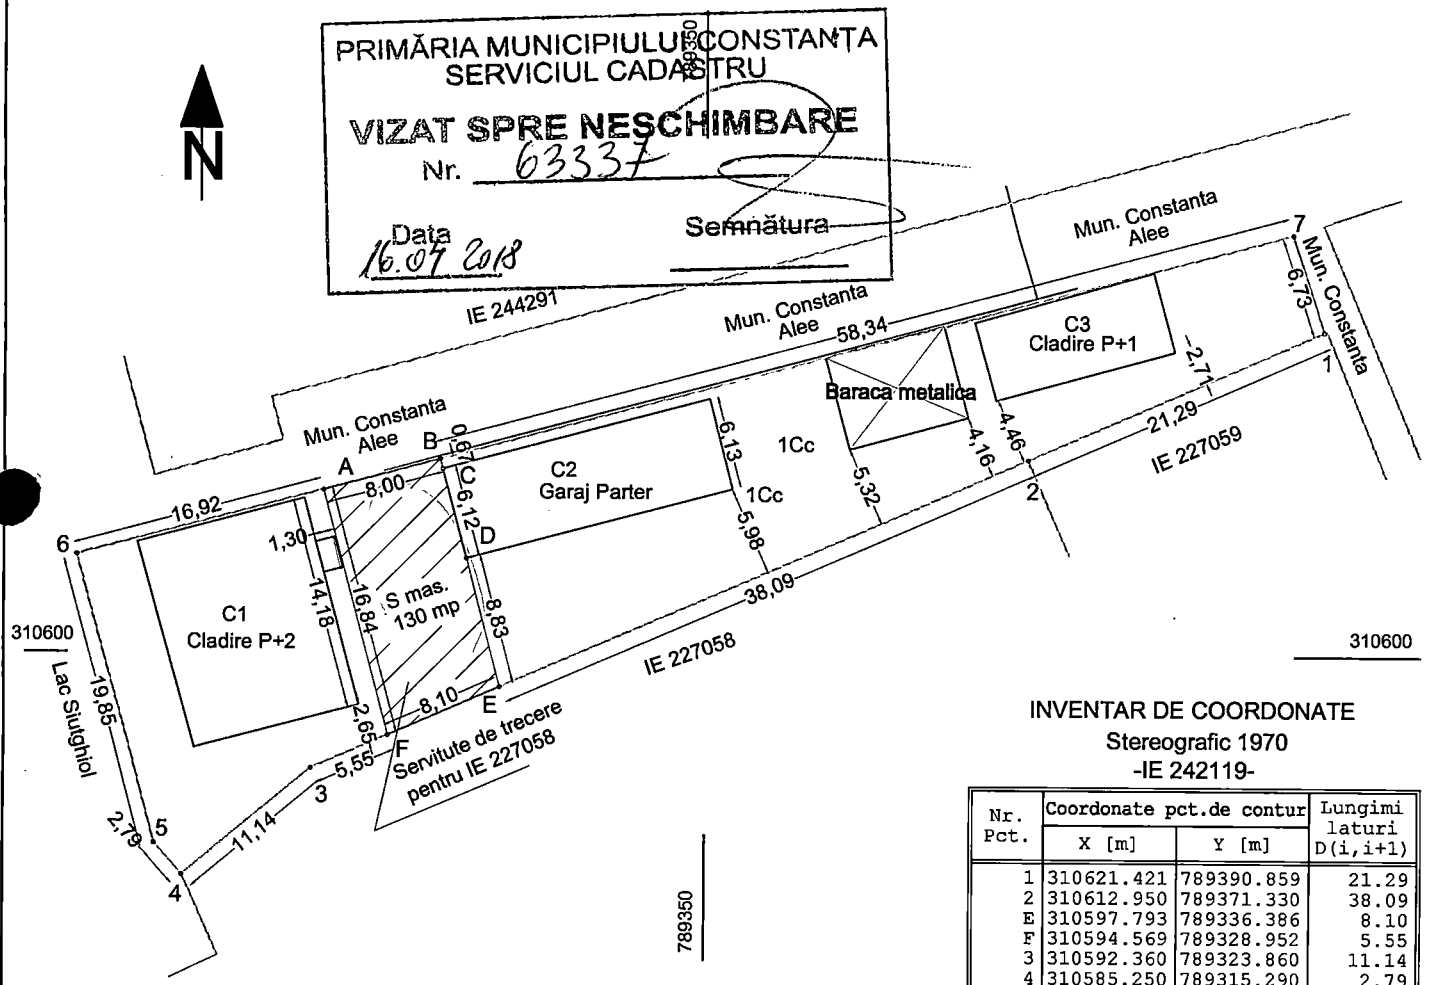 PRIMĂRIA MUNICIPIULUI CONSTANȚA
SERVICIUL CADASTRU
VIZAT SPRE NESCHIMBARE
Nr. 63337
Data
Semnătura
16.04 2018
789350
N
IE 244291
Mun. Constanta
Alee
Mun. Constanta
Alee
58,34
Mun. Constanta
Alee
7
Mun. Constanta
6,73
1
C3
Cladire P+1
2,71
Baraca metalica
4,46
4,16
21,29
IE 227059
2
1Cc
1Cc
5,32
6,13
5,98
C2
Garaj Parter
38,09
IE 227058
A
B
0,67
C
8,00
6,12
D
16,92
6
1,30
14,18
16,84
S mas.
130 mp
8,83
C1
Cladire P+2
310600
310600
Lac Siutghiol
19,85
2,65
8,10
E
F
Servitute de trecere
pentru IE 227058
5,55
3
11,14
2,79
5
4
789350
INVENTAR DE COORDONATE
Stereografic 1970
-IE 242119-
Nr. Pct. Coordonate pct.de contur Lungimi laturi D(i,i+1)
X [m] Y [m]
1 310621.421 789390.859 21.29
2 310612.950 789371.330 38.09
E 310597.793 789336.386 8.10
F 310594.569 789328.952 5.55
3 310592.360 789323.860 11.14
4 310585.250 789315.290 2.79